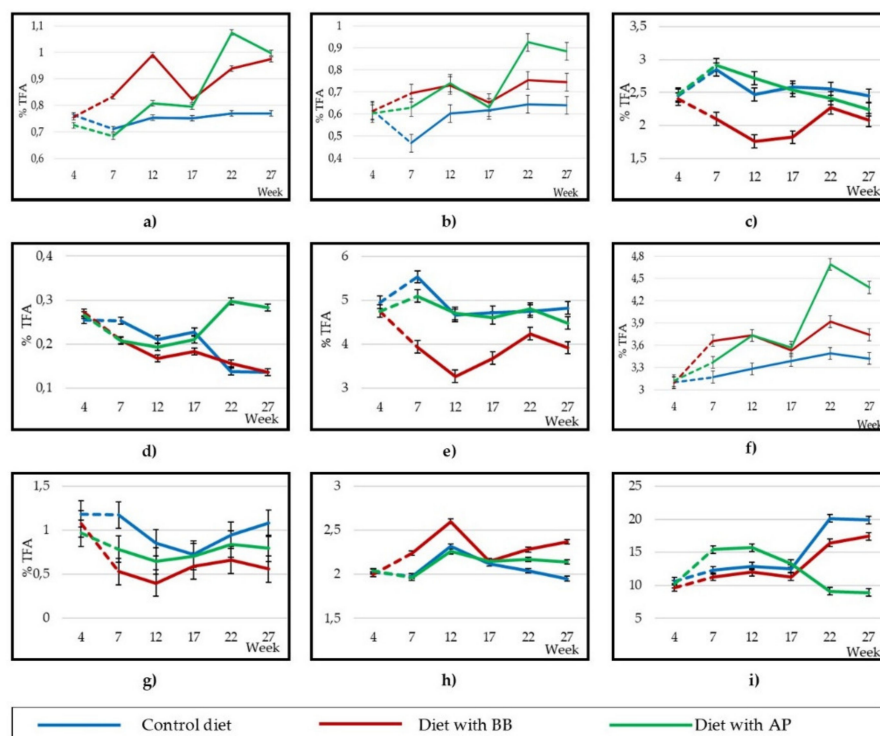 1,1
1
0,9
0,8
0,7
0,6
% TFA
4 7 12 17 22 27
Week
a)
1
0,9
0,8
0,7
0,6
0,5
0,4
% TFA
4 7 12 17 22 27
Week
b)
3,5
3
2,5
2
1,5
% TFA
4 7 12 17 22 27
Week
c)
0,4
0,3
0,2
0,1
% TFA
4 7 12 17 22 27
Week
d)
6
5
4
3
% TFA
4 7 12 17 22 27
Week
e)
4,8
4,5
4,2
3,9
3,6
3,3
3
% TFA
4 7 12 17 22 27
Week
f)
1,5
1
0,5
0
% TFA
4 7 12 17 22 27
Week
g)
3
2,5
2
1,5
% TFA
4 7 12 17 22 27
Week
h)
25
20
15
10
5
% TFA
4 7 12 17 22 27
Week
i)
Control diet Diet with BB Diet with AP